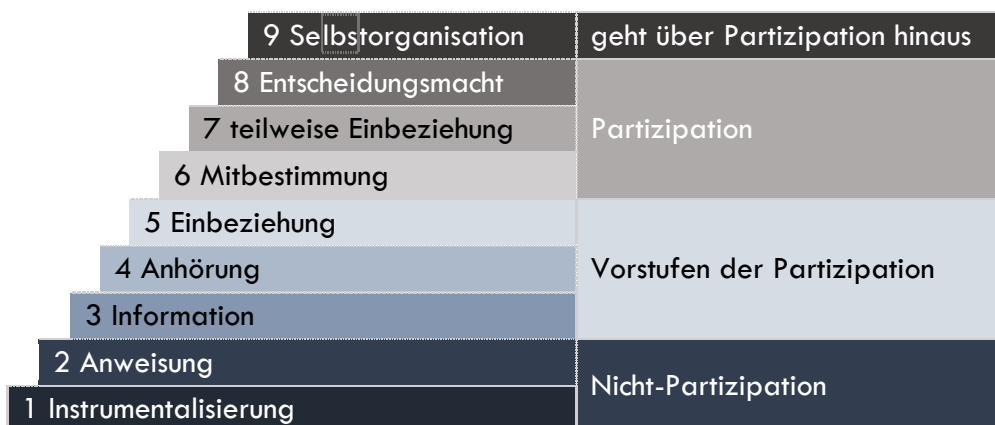 9 Selbstorganisation geht über Partizipation hinaus
8 Entscheidungsmacht
7 teilweise Einbeziehung Partizipation
6 Mitbestimmung
5 Einbeziehung
4 Anhörung Vorstufen der Partizipation
3 Information
2 Anweisung
Nicht-Partizipation
1 Instrumentalisierung